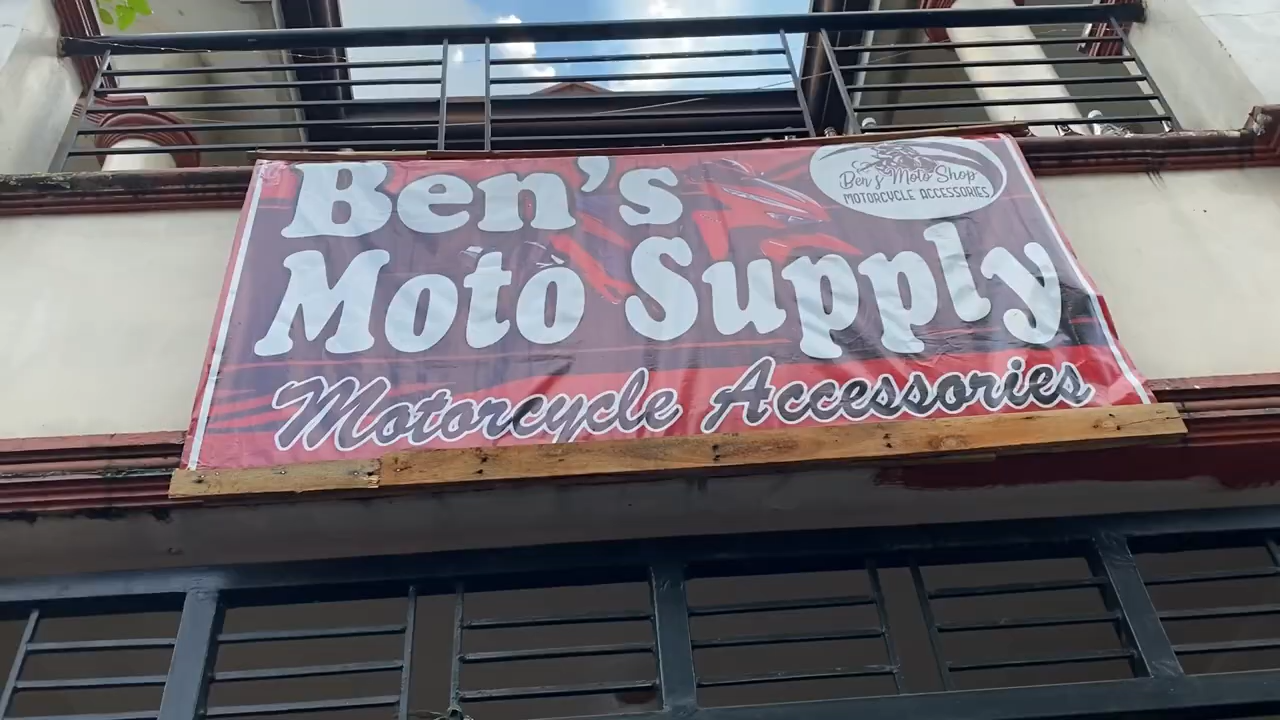 Ben's
Moto Supply
Motorcycle Accessories
Ben's Moto Shop
MOTORCYCLE ACCESSORIES